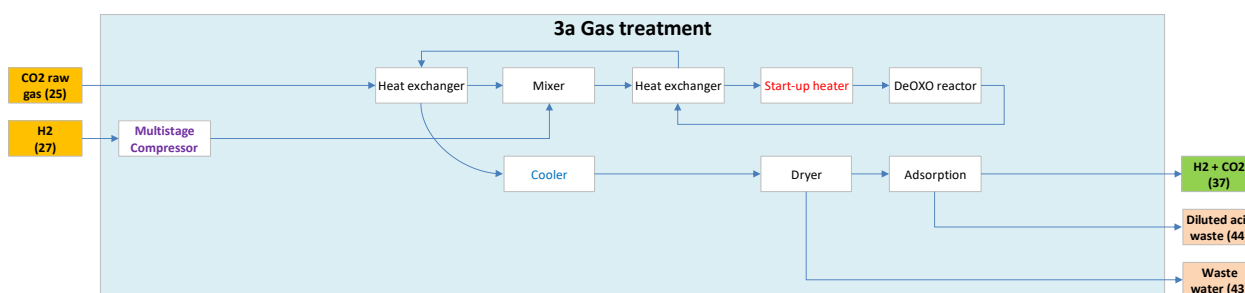 3a Gas treatment
CO2 raw
gas (25)
Heat exchanger
Mixer
Heat exchanger
Start-up heater
DeOXO reactor
H2
(27)
Multistage
Compressor
Cooler
Dryer
Adsorption
H2 + CO2
(37)
Diluted aci
waste (44
Waste
water (43